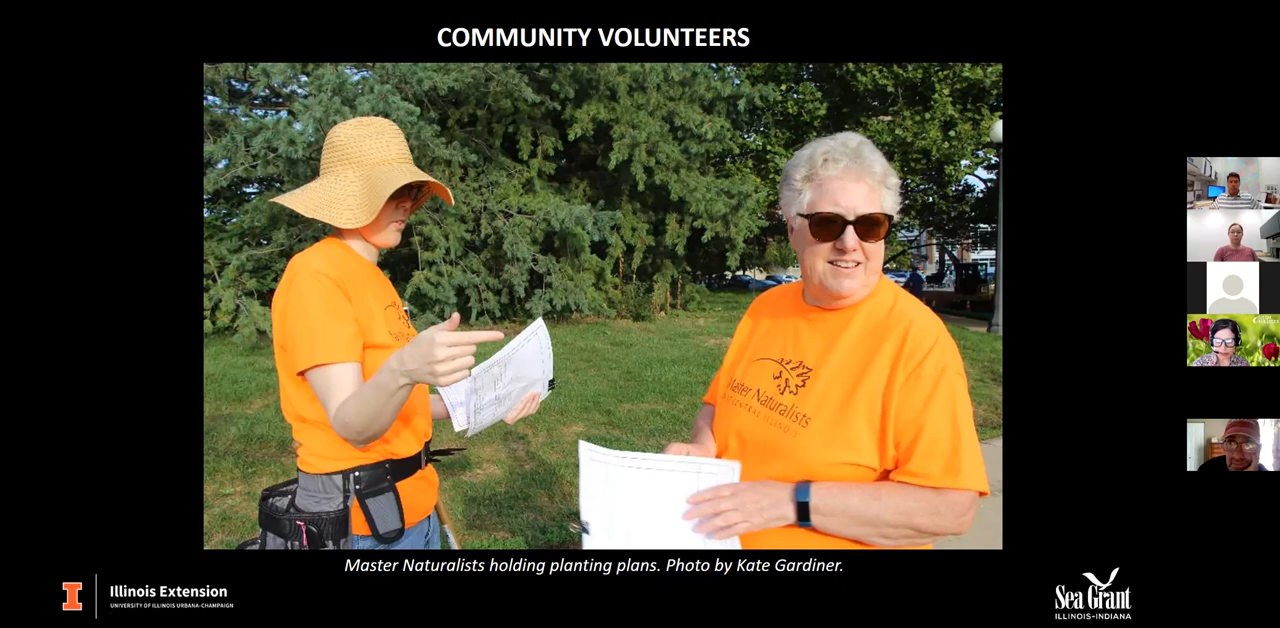 COMMUNITY VOLUNTEERS
Master Naturalists
Master Naturalists holding planting plans. Photo by Kate Gardiner.
I
Illinois Extension
UNIVERSITY OF ILLINOIS URBANA-CHAMPAIGN
Sea Grant
ILLINOIS-INDIANA